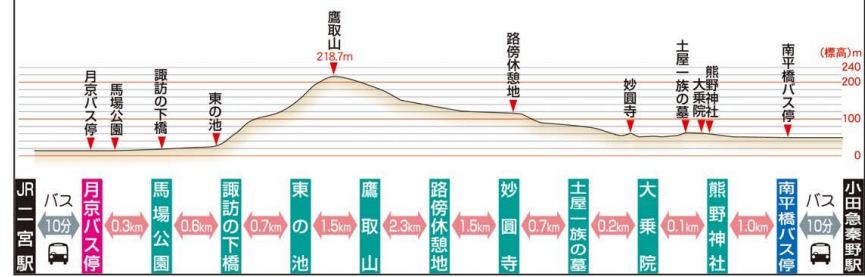 鷹取山
218.7m
月京バス停
馬場公園
諏訪の下橋
東の池
路傍休憩地
妙圓寺
土屋一族の墓
大乗院
熊野神社
南平橋バス停
(標高)m
240
200
100
0
JR二宮駅
バス
10分
月京バス停
0.3km
馬場公園
0.6km
諏訪の下橋
0.7km
東の池
1.5km
鷹取山
2.3km
路傍休憩地
1.5km
妙圓寺
0.7km
土屋一族の墓
0.2km
大乗院
0.1km
熊野神社
1.0km
南平橋バス停
バス
10分
小田急秦野駅